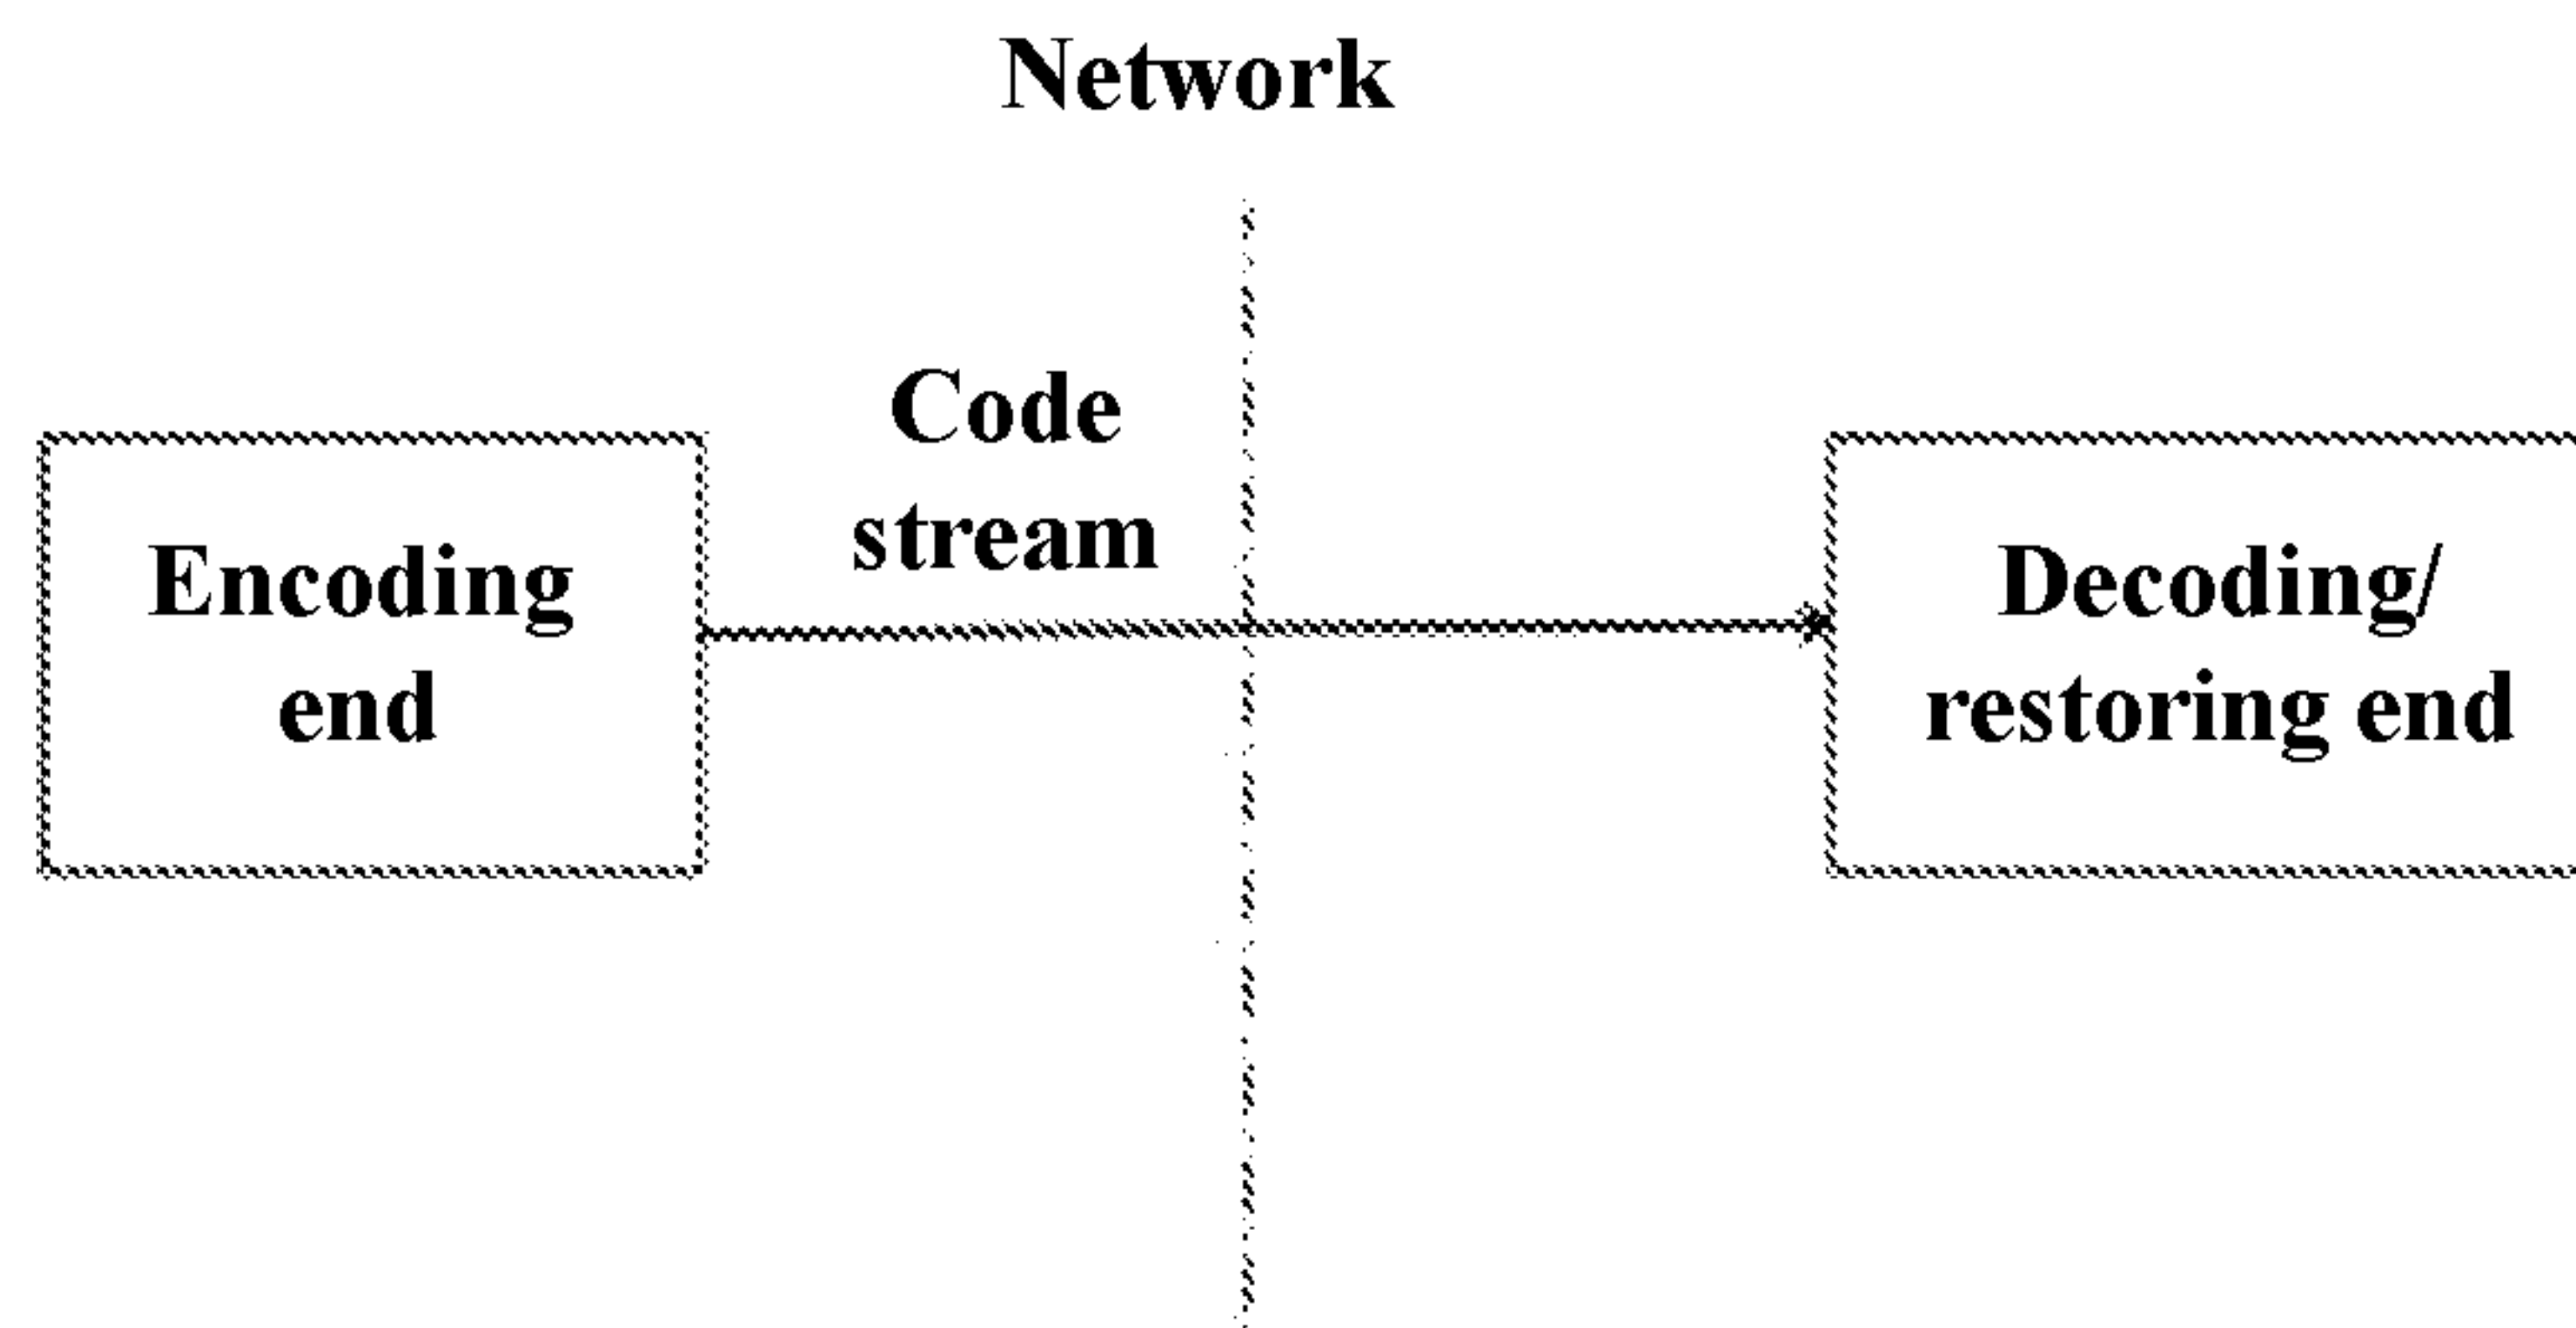 Network
Code
stream
Encoding
end
Decoding/
restoring end